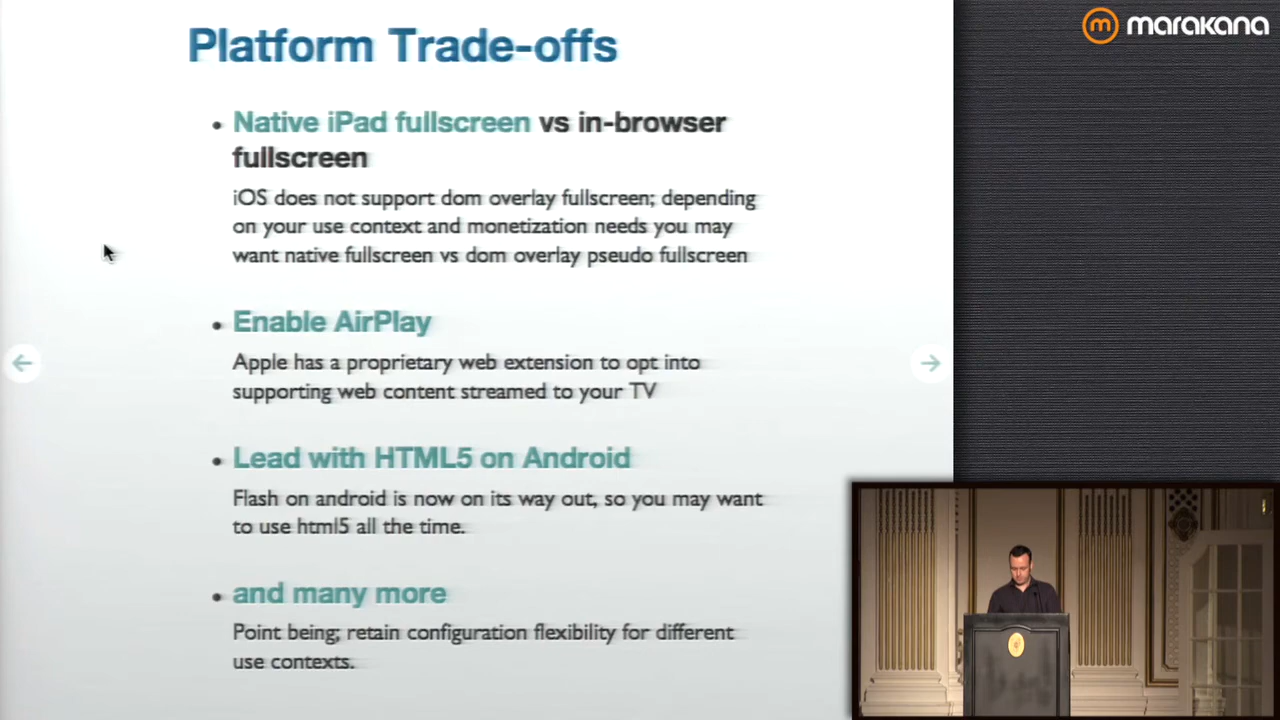 marakana
Platform Trade-offs
Native iPad fullscreen vs in-browser
fullscreen
iOS does not support dom overlay fullscreen; depending
on your use context and monetization needs you may
want native fullscreen vs dom overlay pseudo fullscreen
Enable AirPlay
Apple has a proprietary web extension to opt into
supporting web content streamed to your TV
Lead with HTML5 on Android
Flash on android is now on its way out, so you may want
to use html5 all the time.
and many more
Point being; retain configuration flexibility for different
use contexts.